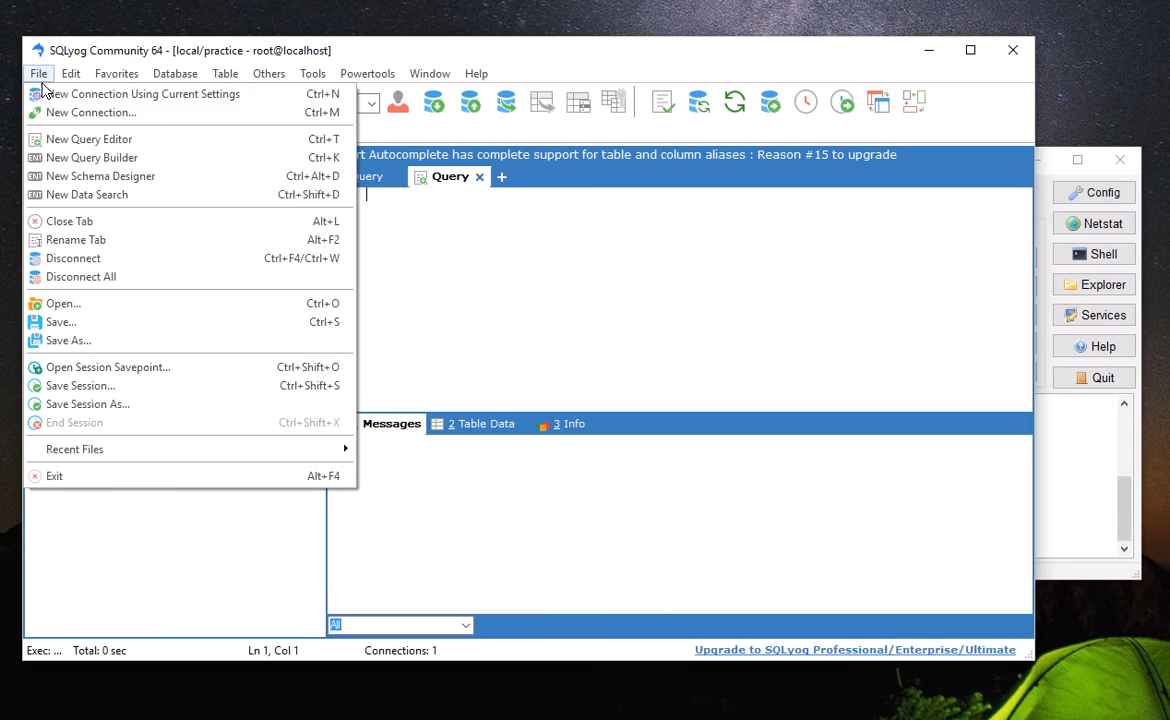 SQLyog Community 64 - [local/practice - root@localhost]
File Edit Favorites Database Table Others Tools Powertools Window Help
New Connection Using Current Settings Ctrl+N
New Connection... Ctrl+M
New Query Editor Ctrl+T
New Query Builder Ctrl+K
New Schema Designer Ctrl+Alt+D
New Data Search Ctrl+Shift+D
Close Tab Alt+L
Rename Tab Alt+F2
Disconnect Ctrl+F4/Ctrl+W
Disconnect All
Open... Ctrl+O
Save... Ctrl+S
Save As...
Open Session Savepoint... Ctrl+Shift+O
Save Session... Ctrl+Shift+S
Save Session As...
End Session Ctrl+Shift+X
Recent Files
Exit Alt+F4
Autocomplete has complete support for table and column aliases : Reason #15 to upgrade
Query +
Messages 2 Table Data 3 Info
All
Exec: ... Total: 0 sec Ln 1, Col 1 Connections: 1 Upgrade to SQLyog Professional/Enterprise/Ultimate
Config
Netstat
Shell
Explorer
Services
Help
Quit